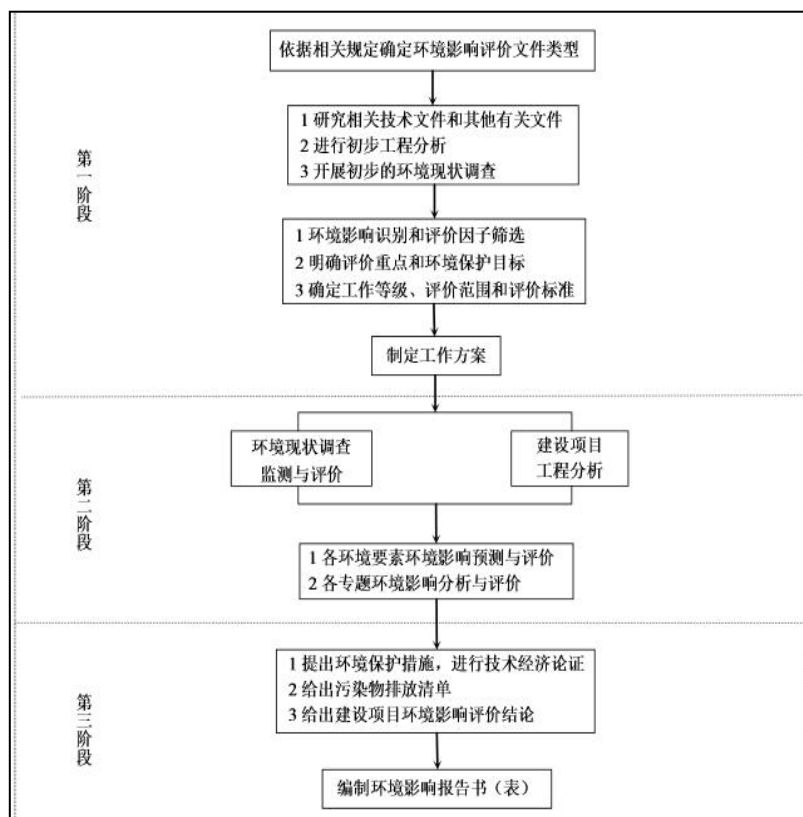 依据相关规定确定环境影响评价文件类型
1 研究相关技术文件和其他有关文件
2 进行初步工程分析
3 开展初步的环境现状调查
第一阶段
1 环境影响识别和评价因子筛选
2 明确评价重点和环境保护目标
3 确定工作等级、评价范围和评价标准
制定工作方案
环境现状调查
监测与评价
建设项目
工程分析
第二阶段
1 各环境要素环境影响预测与评价
2 各专题环境影响分析与评价
1 提出环境保护措施，进行技术经济论证
2 给出污染物排放清单
3 给出建设项目环境影响评价结论
第三阶段
编制环境影响报告书（表）